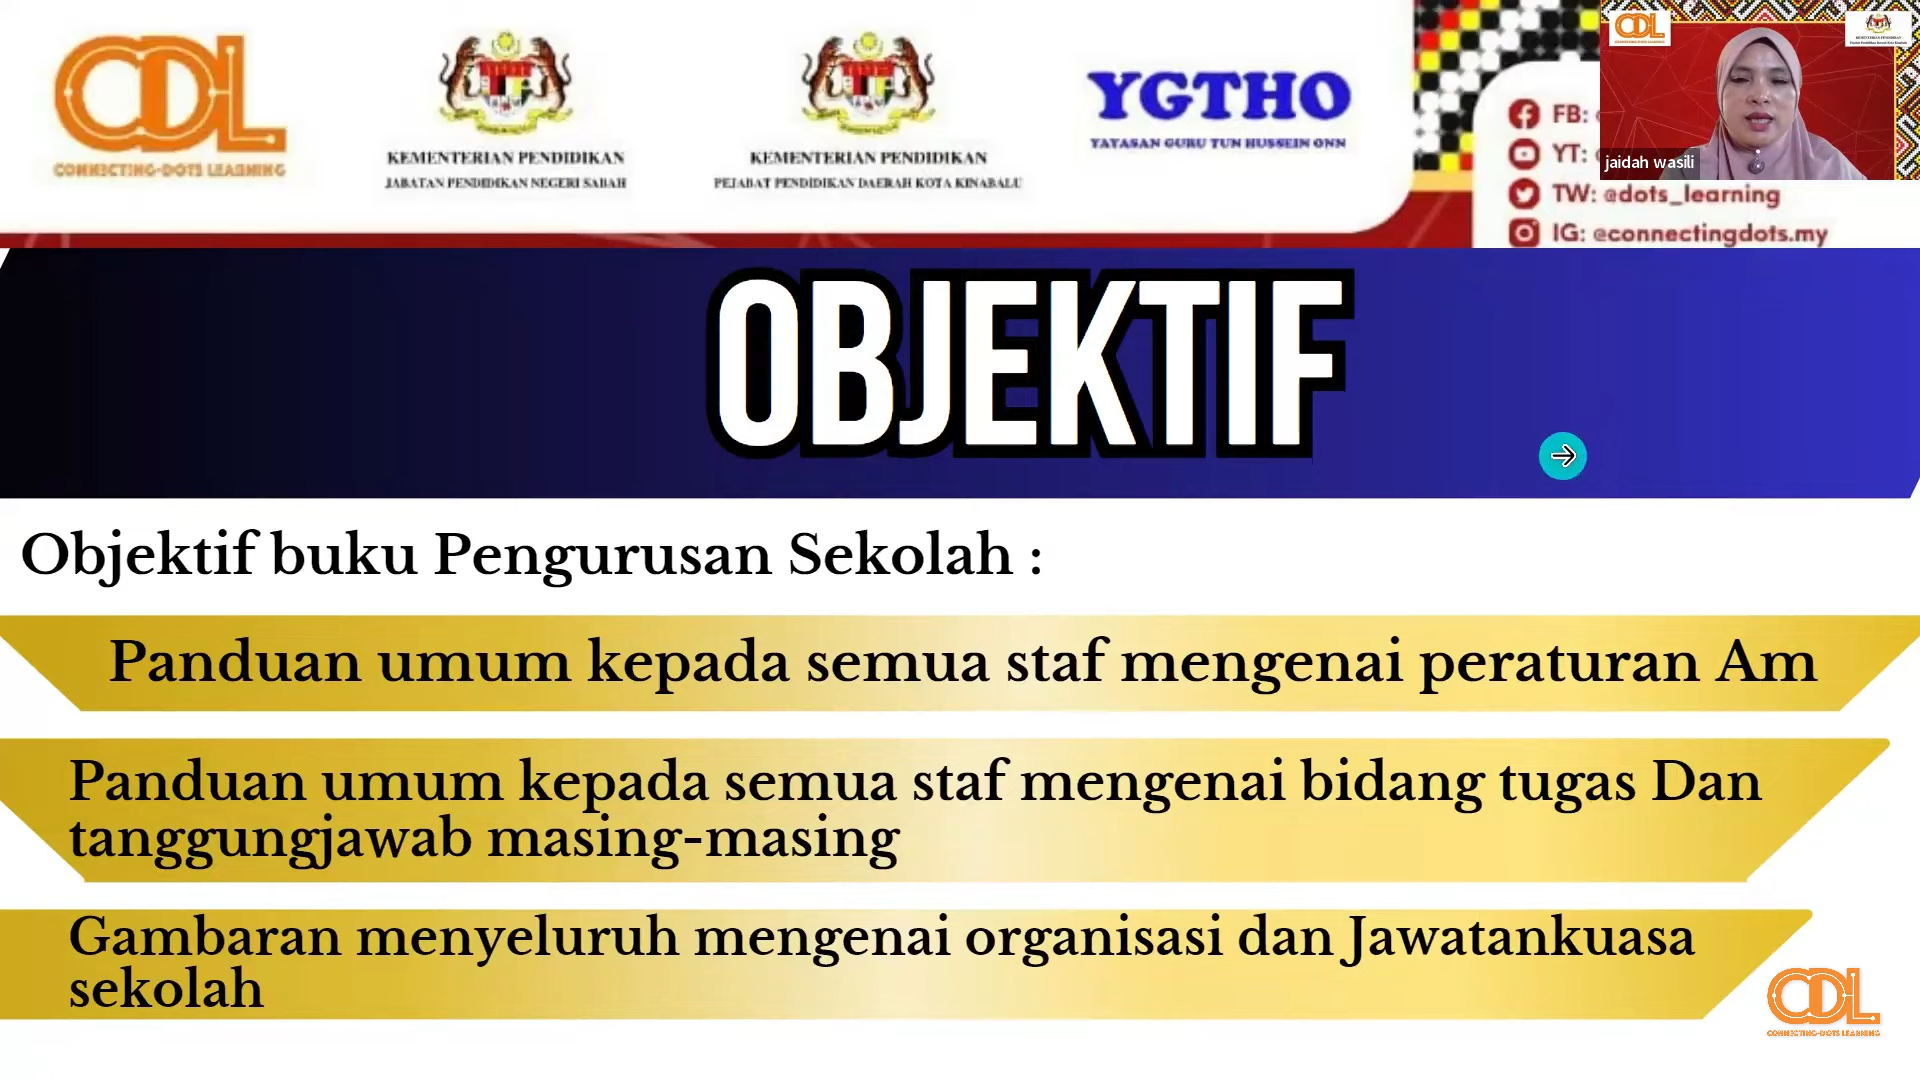 CDL
CONNECTING-DOTS LEARNING
KEMENTERIAN PENDIDIKAN
JABATAN PENDIDIKAN NEGERI SABAH
KEMENTERIAN PENDIDIKAN
PEJABAT PENDIDIKAN DAERAH KOTA KINABALU
YGTHO
YAYASAN GURU TUN HUSSEIN ONN
FB:
YT:
TW: @dots_learning
IG: @connectingdots.my
CDL
jaidah wasili
OBJEKTIF
Objektif buku Pengurusan Sekolah :
Panduan umum kepada semua staf mengenai peraturan Am
Panduan umum kepada semua staf mengenai bidang tugas Dan
tanggungjawab masing-masing
Gambaran menyeluruh mengenai organisasi dan Jawatankuasa
sekolah
CDL
CONNECTING-DOTS LEARNING